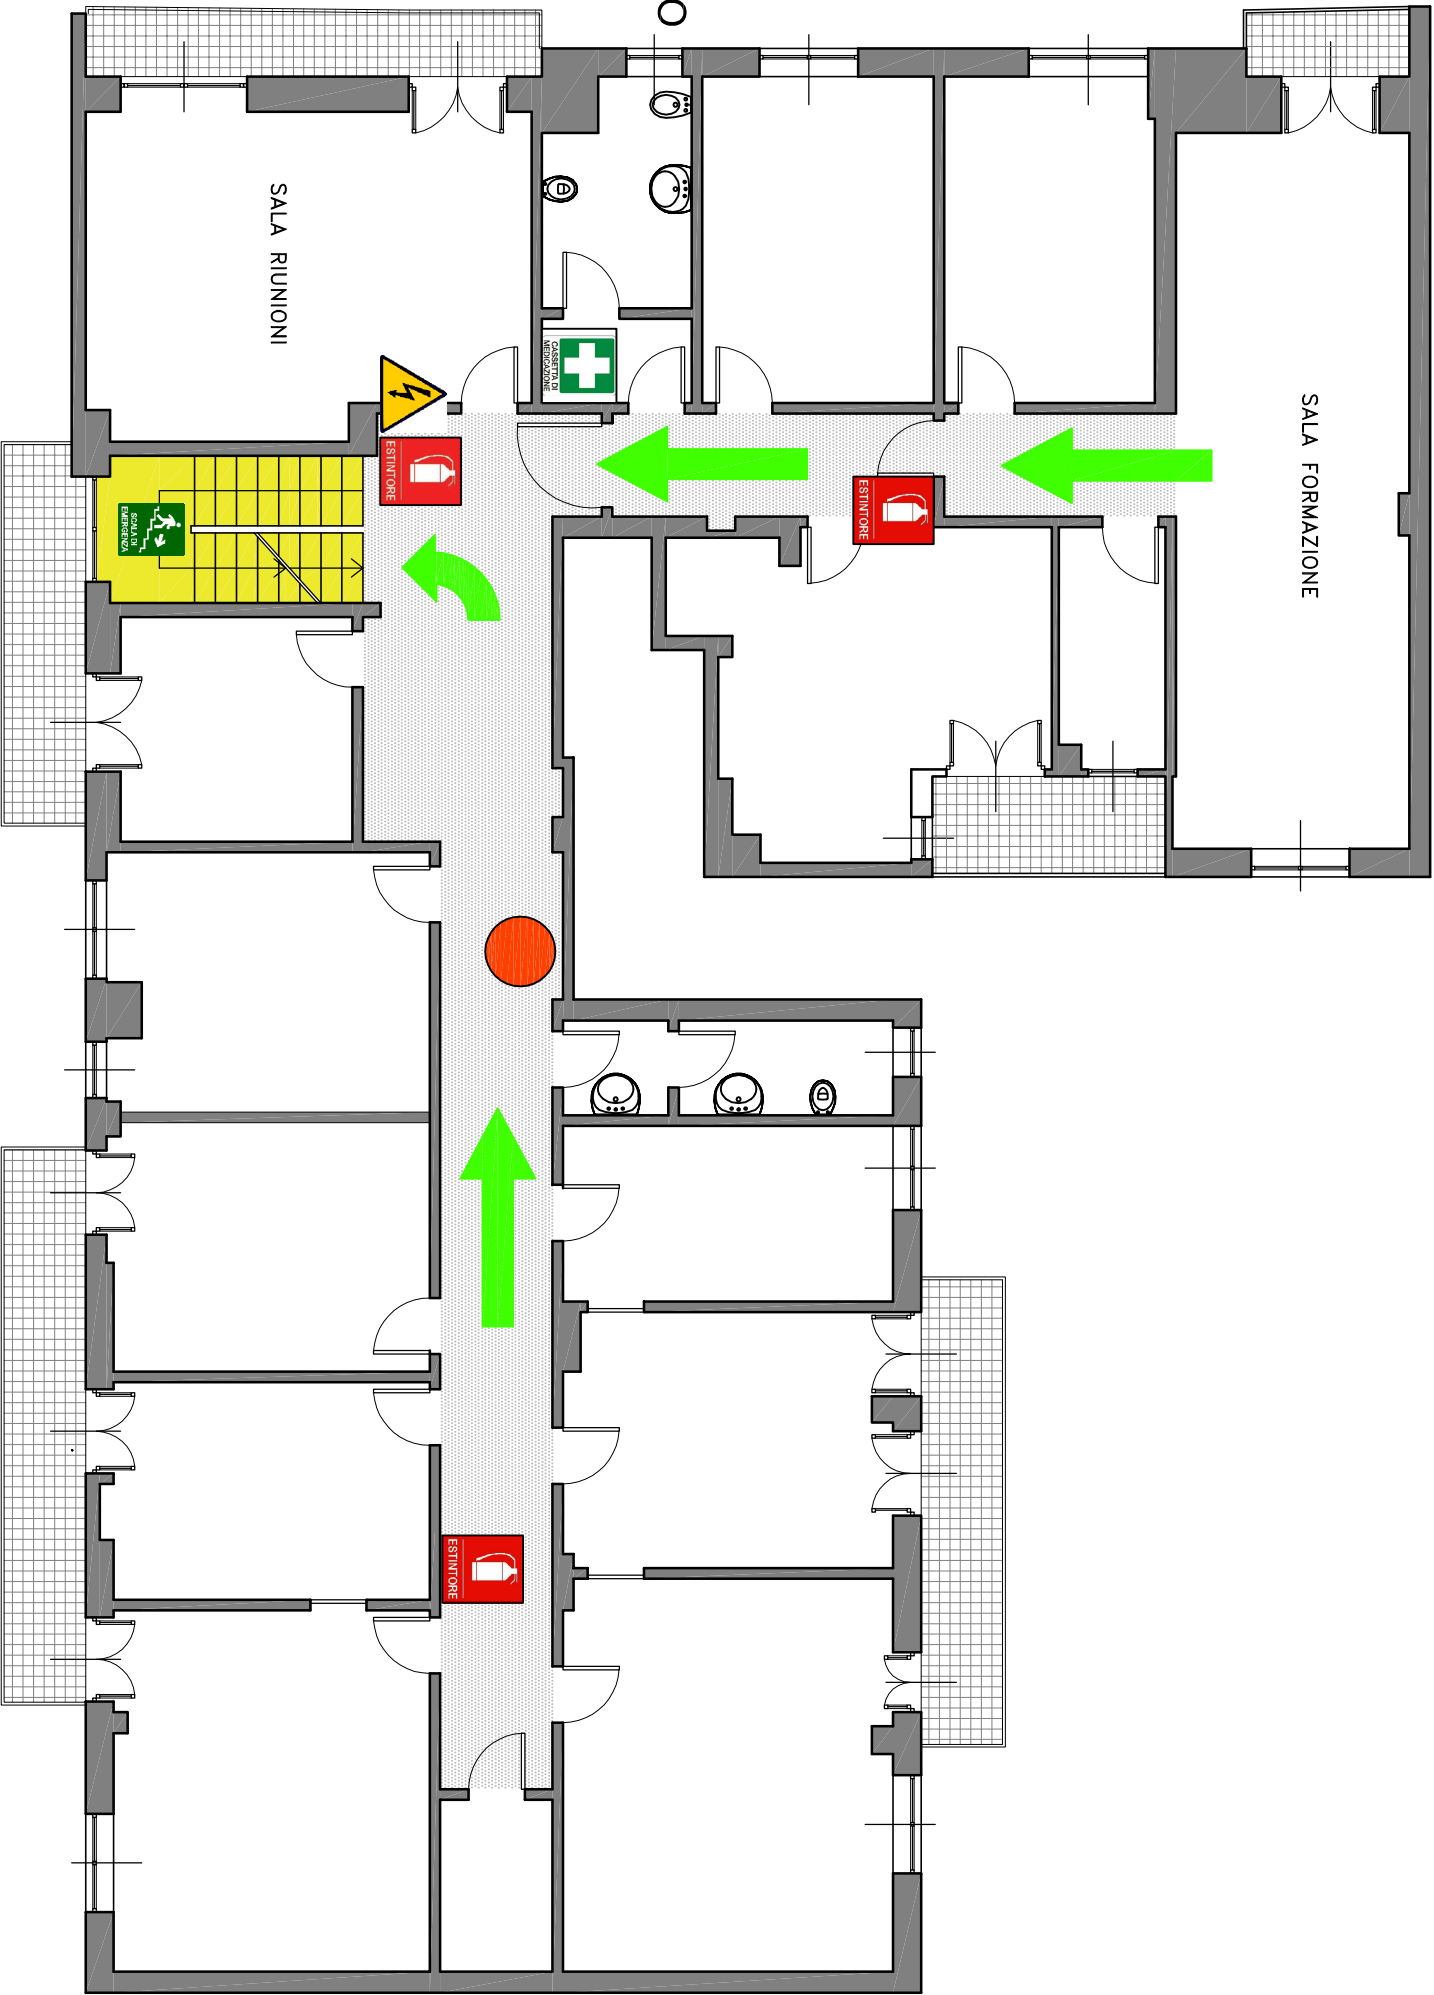 O
SALA RIUNIONI
CASSETTA DI
MEDICAZIONE
SALA FORMAZIONE
ESTINTORE
ESTINTORE
SCALA DI
EMERGENZA
ESTINTORE